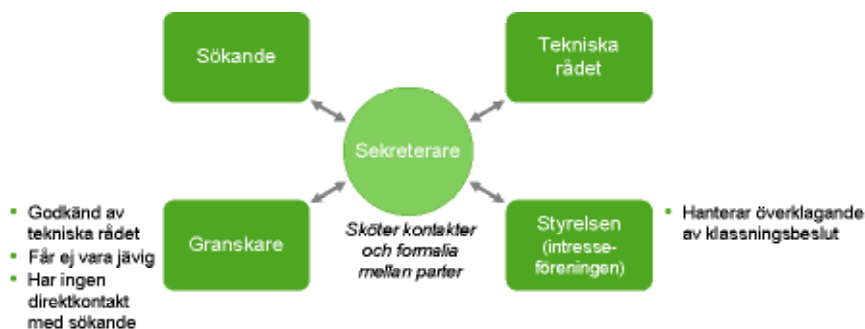 Sökande
Tekniska
rådet
Sekreterare
Sköter kontakter
och formalia
mellan parter
• Godkänd av
tekniska rådet
• Får ej vara jävig
• Har ingen
direktkontakt
med sökande
Granskare
Styrelsen
(intresse-
föreningen)
• Hanterar överklagande
av klassningsbeslut